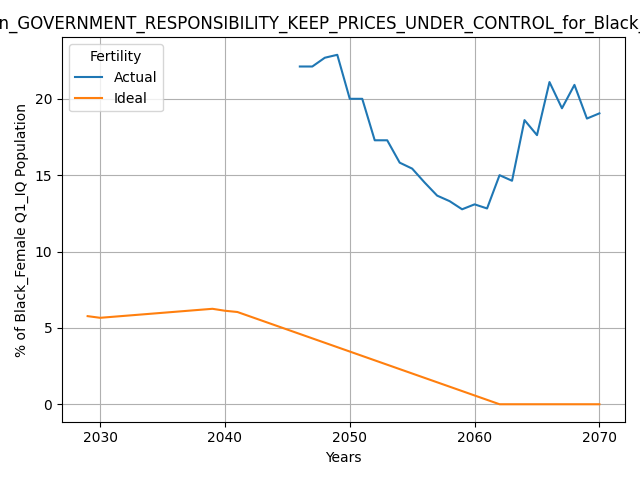 n_GOVERNMENT_RESPONSIBILITY_KEEP_PRICES_UNDER_CONTROL_for_Black_
Fertility
Actual
Ideal
% of Black_Female Q1_IQ Population
20
15
10
5
0
2030 2040 2050 2060 2070
Years